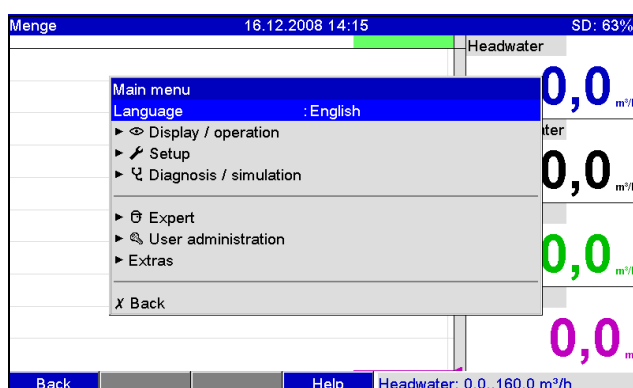 Menge 16.12.2008 14:15 SD: 63%
Headwater
0,0
Main menu
Language : English
Display / operation
Setup
Diagnosis / simulation
Expert
User administration
Extras
X Back
0,0
0,0
0,0
Back Help Headwater: 0,0..160,0 m³/h